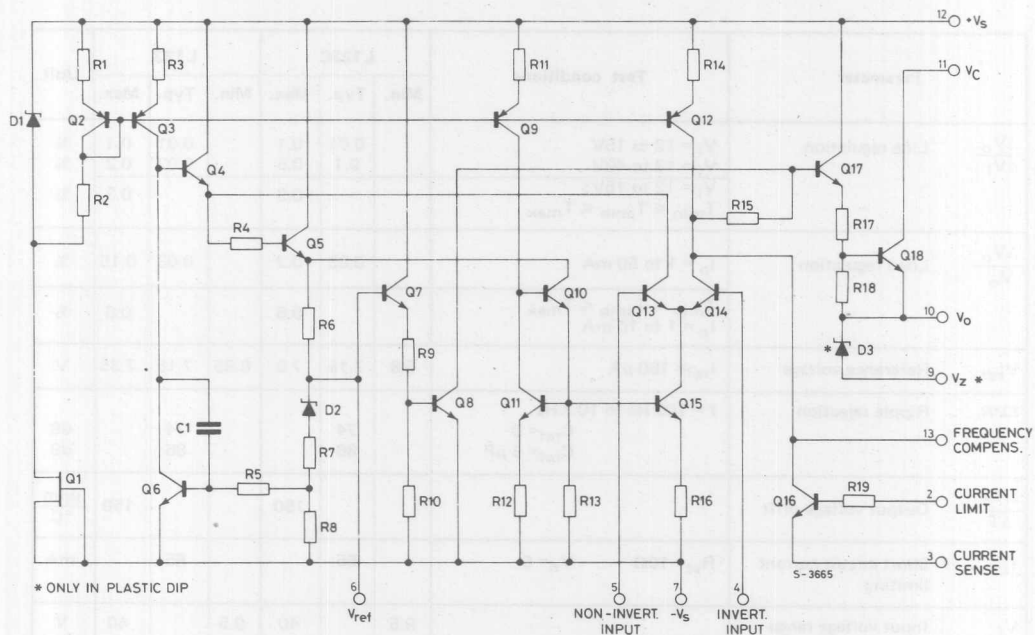 12 +Vs
11 VC
R1
R3
R11
R14
D1
Q2
Q3
Q9
Q12
Q4
Q17
R2
R15
R4
Q5
R17
Q18
Q7
Q10
Q13
Q14
R18
R6
10 Vo
R9
* D3
9 VZ *
D2
Q8
Q11
Q15
C1
R7
13 FREQUENCY COMPENS.
Q1
Q6
R5
R10
R12
R13
R16
Q16
R19
2 CURRENT LIMIT
R8
3 CURRENT SENSE
S-3665
* ONLY IN PLASTIC DIP
6
5
7
4
Vref
NON-INVERT. INPUT
-Vs
INVERT. INPUT